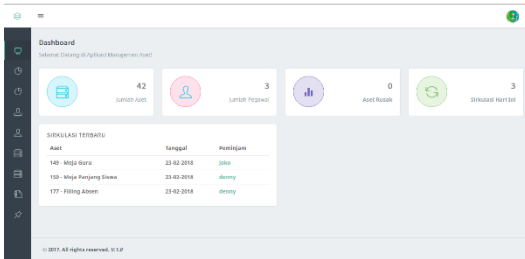 Dashboard
Selamat Datang di Aplikasi Manajemen Aset!
42
Jumlah Aset
3
Jumlah Pegawai
0
Aset Rusak
3
Sirkulasi Hari Ini
SIRKULASI TERBARU
Aset Tanggal Peminjam
149 - Meja Guru 23-02-2018 joko
159 - Meja Panjang Siswa 23-02-2018 denny
177 - Filling Absen 23-02-2018 denny
© 2017. All rights reserved. V.1.0